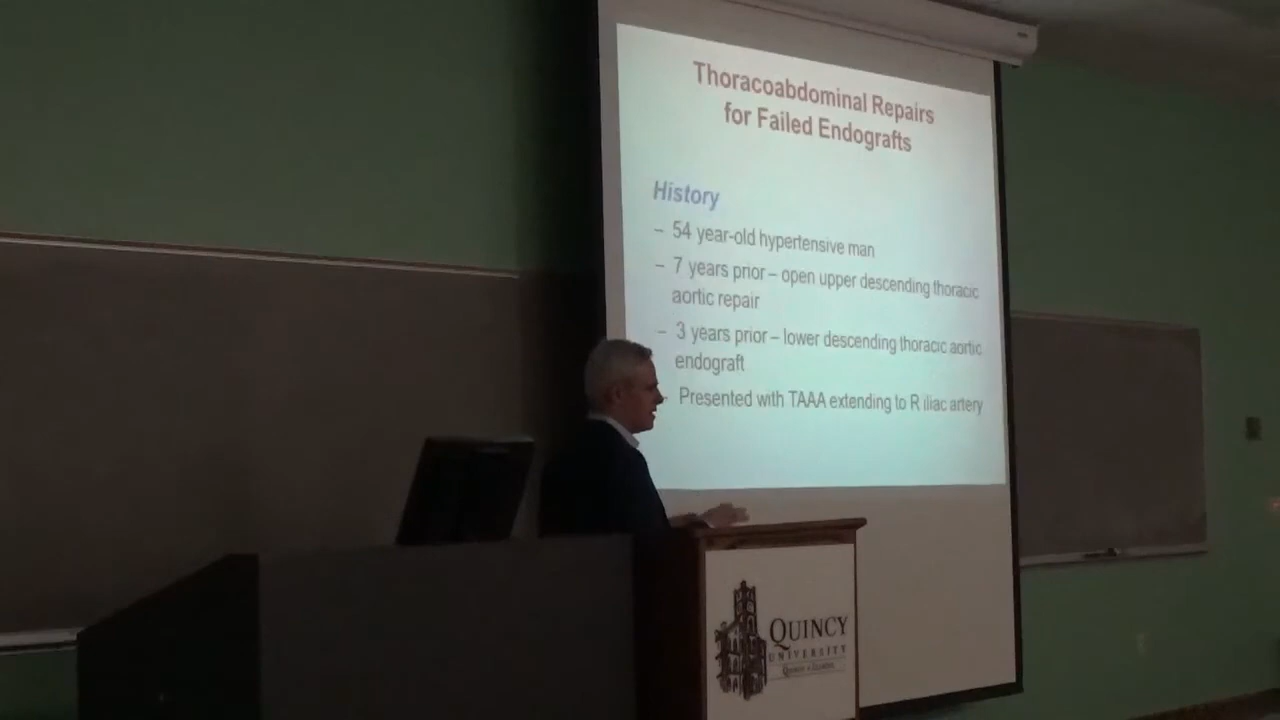 Thoracoabdominal Repairs
for Failed Endografts
History
– 54 year-old hypertensive man
– 7 years prior – open upper descending thoracic
aortic repair
– 3 years prior – lower descending thoracic aortic
endograft
Presented with TAAA extending to R iliac artery
QUINCY
UNIVERSITY